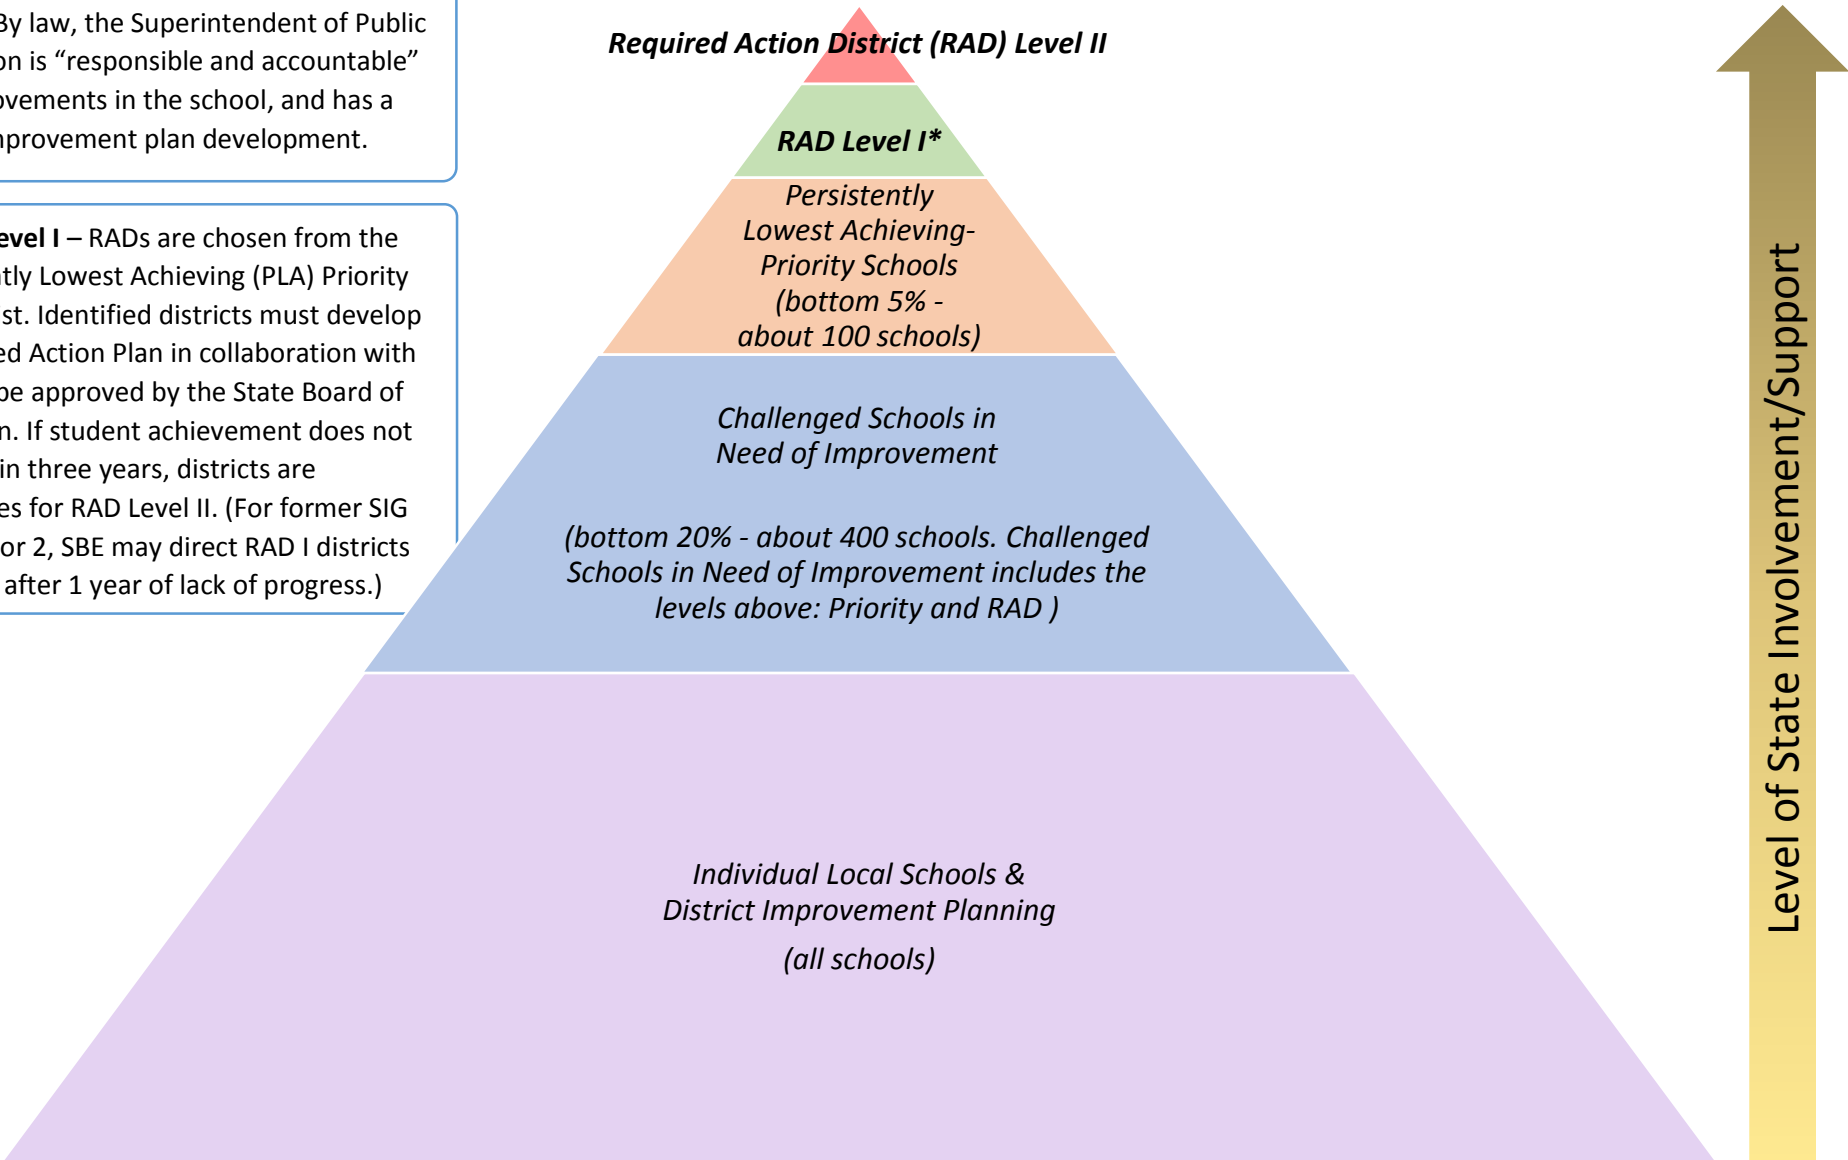 By law, the Superintendent of Public
on is “responsible and accountable”
ovements in the school, and has a
nprovement plan development.
evel I – RADs are chosen from the
tly Lowest Achieving (PLA) Priority
st. Identified districts must develop
ed Action Plan in collaboration with
be approved by the State Board of
n. If student achievement does not
in three years, districts are
es for RAD Level II. (For former SIG
or 2, SBE may direct RAD I districts
after 1 year of lack of progress.)
Required Action District (RAD) Level II
RAD Level I*
Persistently
Lowest Achieving-
Priority Schools
(bottom 5% -
about 100 schools)
Challenged Schools in
Need of Improvement
(bottom 20% - about 400 schools. Challenged
Schools in Need of Improvement includes the
levels above: Priority and RAD )
Individual Local Schools &
District Improvement Planning
(all schools)
Level of State Involvement/Support